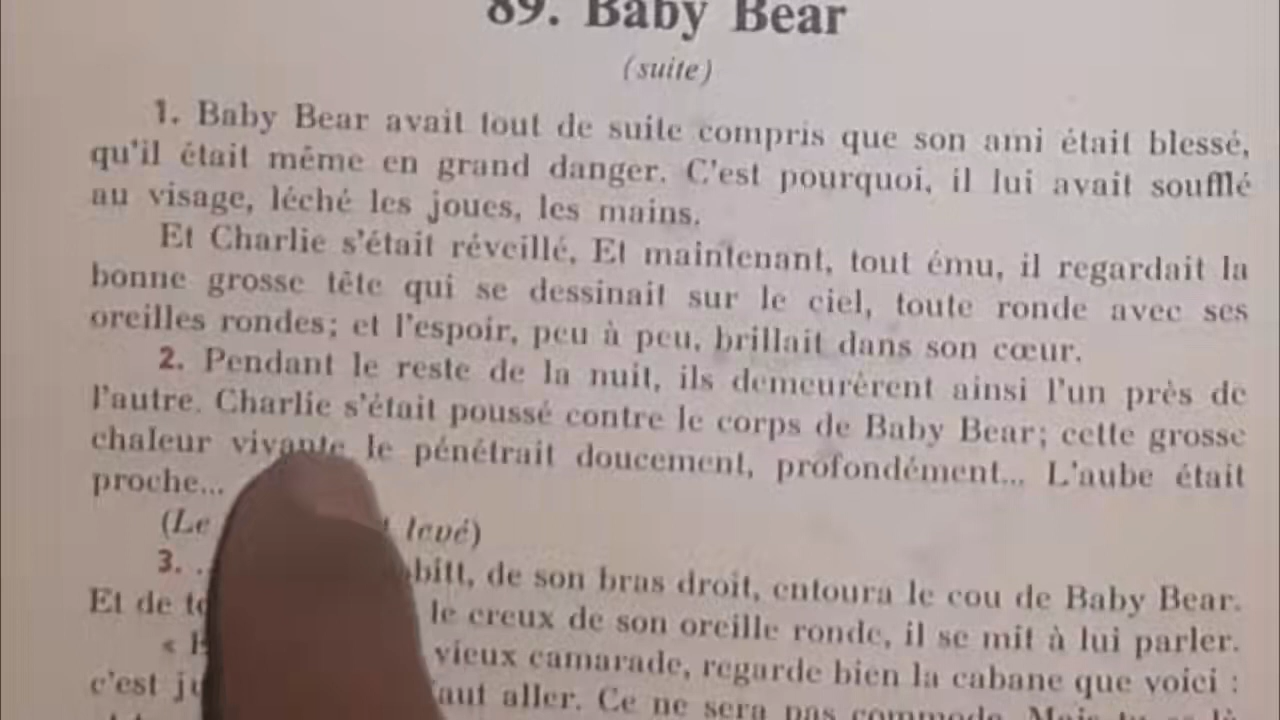 89. Baby Bear
(suite)
1. Baby Bear avait tout de suite compris que son ami était blessé,
qu'il était même en grand danger. C'est pourquoi, il lui avait soufflé
au visage, léché les joues, les mains.
Et Charlie s'était réveillé. Et maintenant, tout ému, il regardait la
bonne grosse tête qui se dessinait sur le ciel, toute ronde avec ses
oreilles rondes; et l'espoir, peu à peu, brillait dans son cœur.
2. Pendant le reste de la nuit, ils demeurèrent ainsi l'un près de
l'autre. Charlie s'était poussé contre le corps de Baby Bear; cette grosse
chaleur vivante le pénétrait doucement, profondément... L'aube était
proche...
(Le levé)
3. bitt, de son bras droit, entoura le cou de Baby Bear.
Et de le creux de son oreille ronde, il se mit à lui parler.
« vieux camarade, regarde bien la cabane que voici :
c'est aut aller. Ce ne sera pas commode. Mais